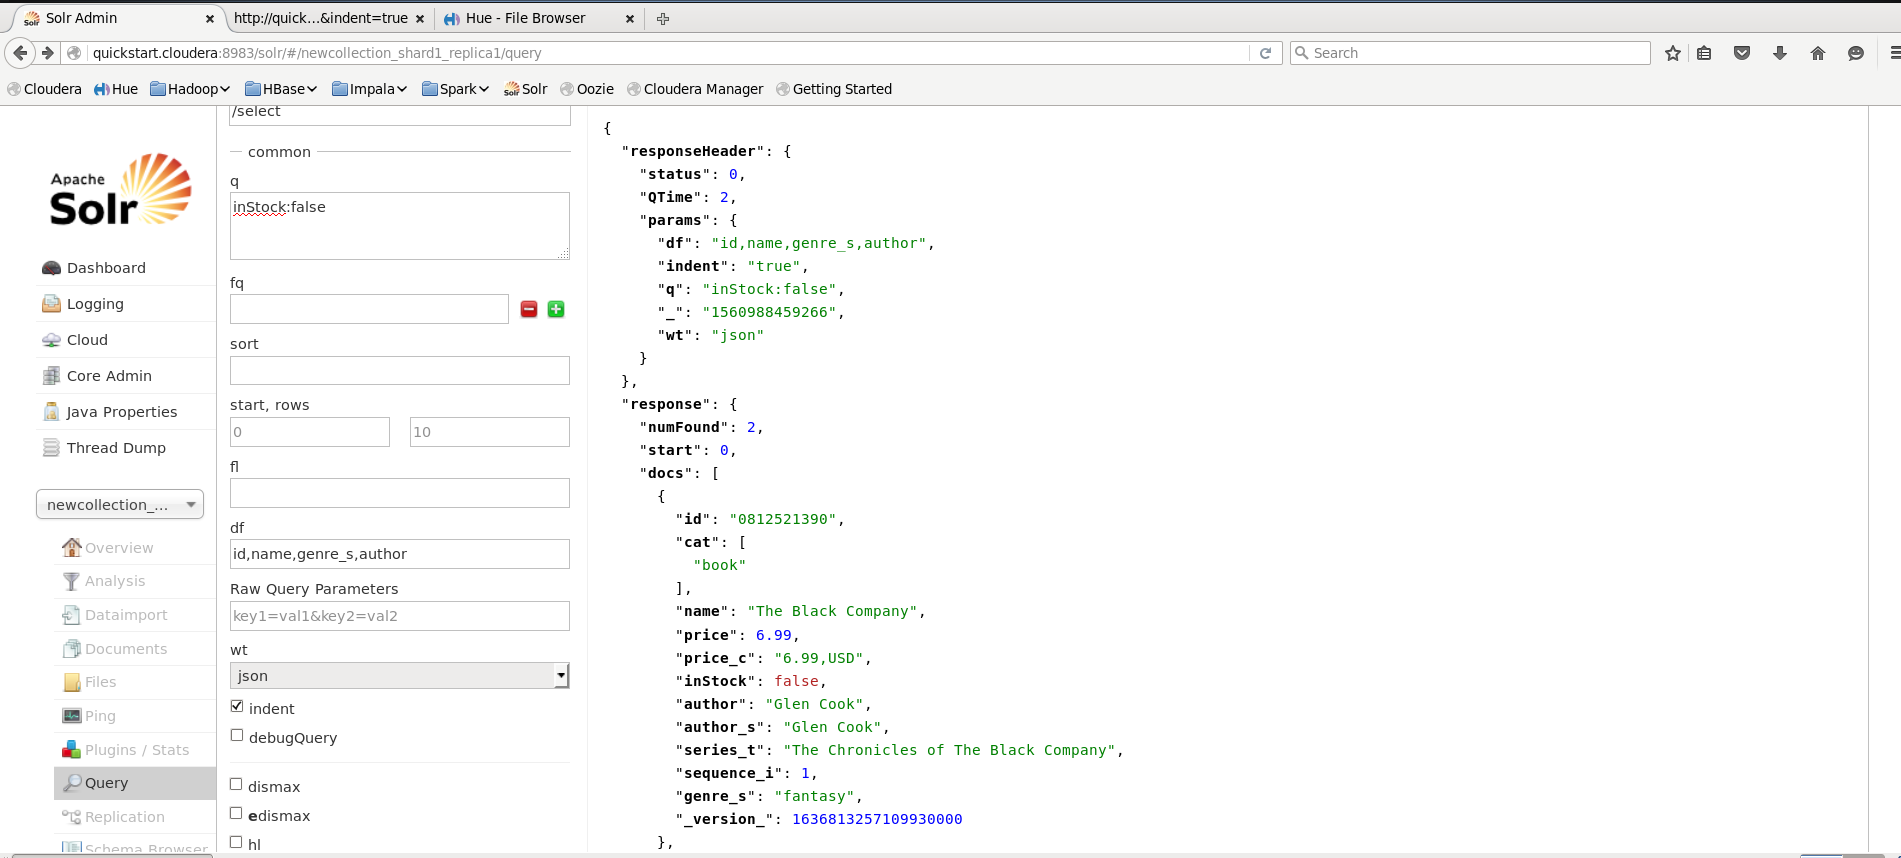 Solr Admin
http://quick...&indent=true
Hue - File Browser
quickstart.cloudera:8983/solr/#/newcollection_shard1_replica1/query
Search
Cloudera
Hue
Hadoop
HBase
Impala
Spark
Solr
Oozie
Cloudera Manager
Getting Started
Apache
Solr
Dashboard
Logging
Cloud
Core Admin
Java Properties
Thread Dump
newcollection_...
Overview
Analysis
Dataimport
Documents
Files
Ping
Plugins / Stats
Query
Replication
Schema Browser
/select
common
q
inStock:false
fq
sort
start, rows
0
10
fl
df
id,name,genre_s,author
Raw Query Parameters
key1=val1&key2=val2
wt
json
indent
debugQuery
dismax
edismax
hl
{
"responseHeader": {
"status": 0,
"QTime": 2,
"params": {
"df": "id,name,genre_s,author",
"indent": "true",
"q": "inStock:false",
"_": "1560988459266",
"wt": "json"
}
},
"response": {
"numFound": 2,
"start": 0,
"docs": [
{
"id": "0812521390",
"cat": [
"book"
],
"name": "The Black Company",
"price": 6.99,
"price_c": "6.99,USD",
"inStock": false,
"author": "Glen Cook",
"author_s": "Glen Cook",
"series_t": "The Chronicles of The Black Company",
"sequence_i": 1,
"genre_s": "fantasy",
"_version_": 1636813257109930000
},